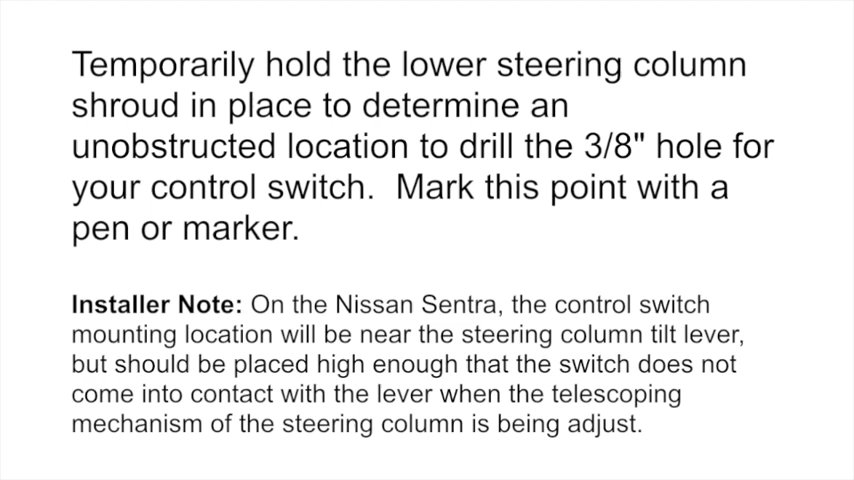 Temporarily hold the lower steering column
shroud in place to determine an
unobstructed location to drill the 3/8" hole for
your control switch.  Mark this point with a
pen or marker.
Installer Note: On the Nissan Sentra, the control switch
mounting location will be near the steering column tilt lever,
but should be placed high enough that the switch does not
come into contact with the lever when the telescoping
mechanism of the steering column is being adjust.